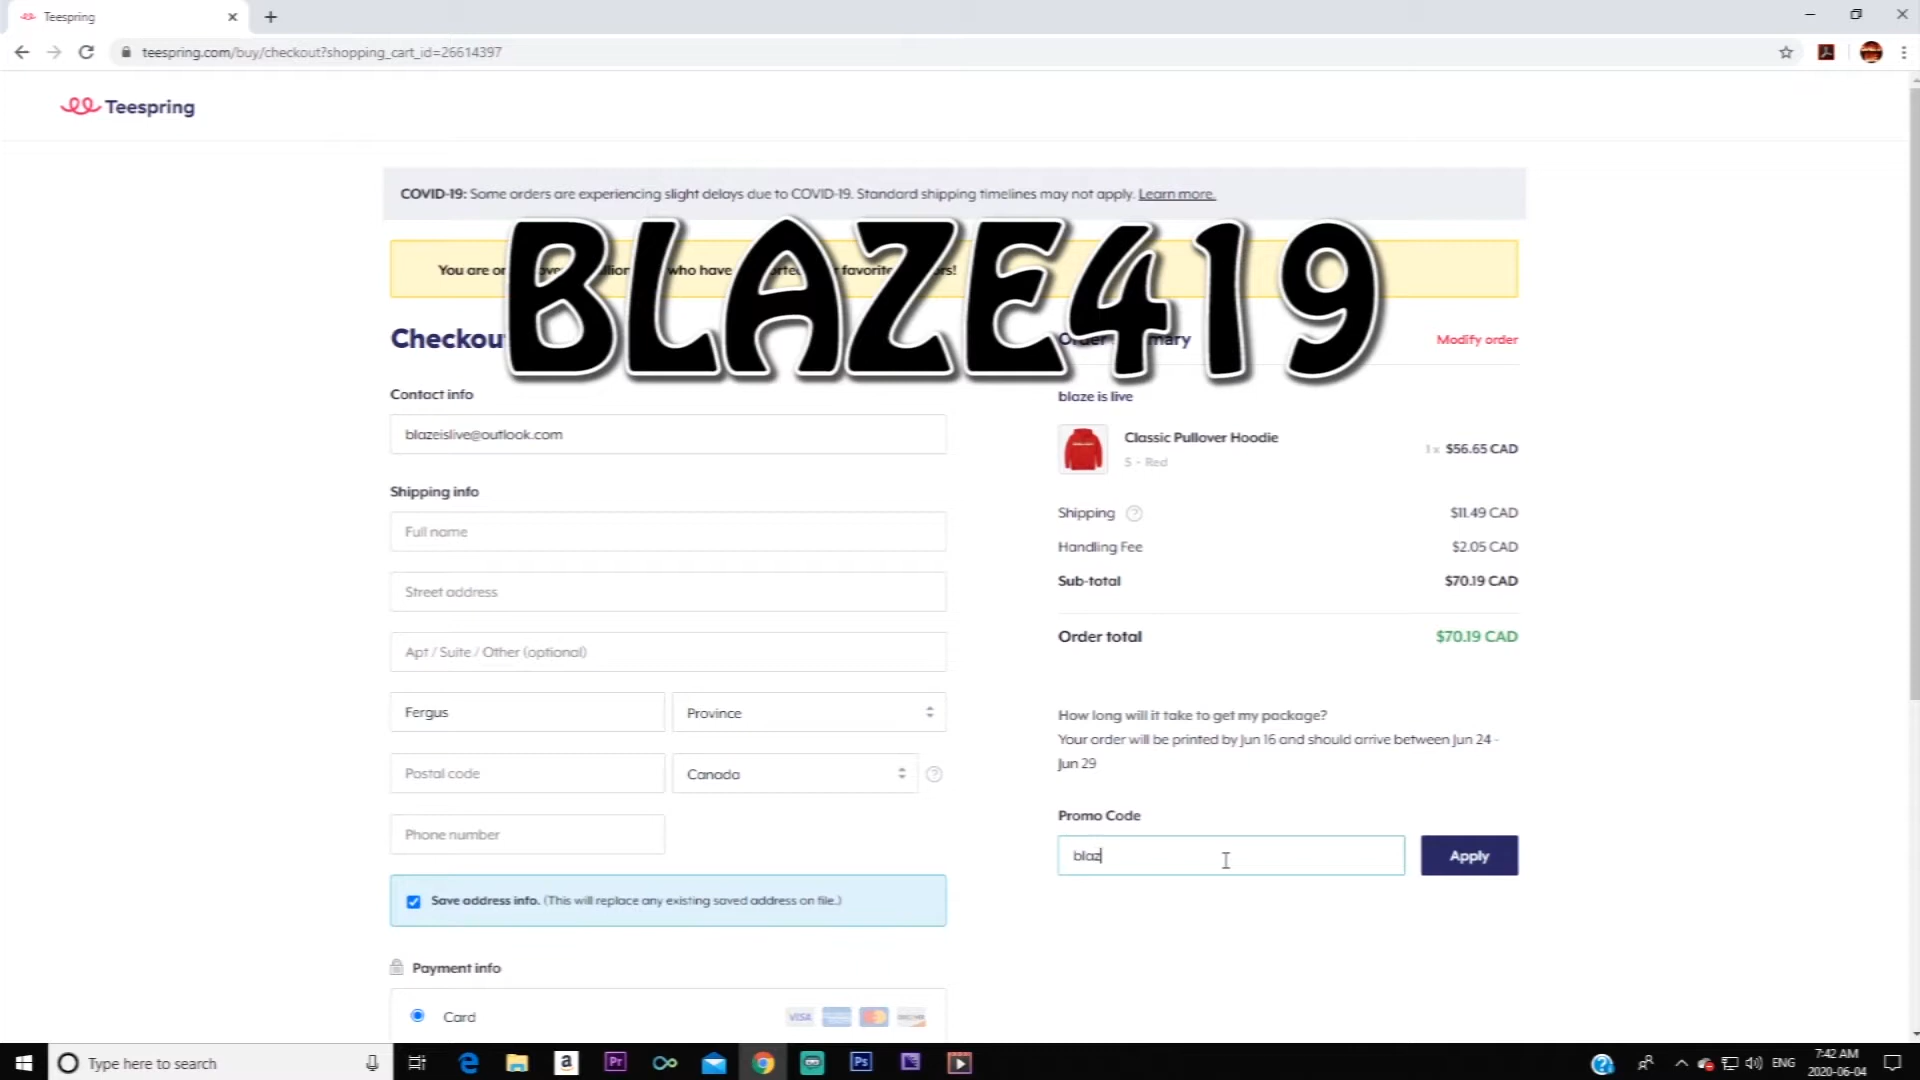 Teespring
teespring.com/buy/checkout?shopping_cart_id=26614397
Teespring
COVID-19: Some orders are experiencing slight delays due to COVID-19. Standard shipping timelines may not apply. Learn more.
BLAZE419
You are who have favorite
Checkou
Modify order
Contact info
blazeislive@outlook.com
Shipping info
Full name
Street address
Apt / Suite / Other (optional)
Fergus
Province
Postal code
Canada
Phone number
Save address info. (This will replace any existing saved address on file.)
Payment info
Card
VISA
blaze is live
Classic Pullover Hoodie
1 x $56.65 CAD
S - Red
Shipping
$11.49 CAD
Handling Fee
$2.05 CAD
Sub-total
$70.19 CAD
Order total
$70.19 CAD
How long will it take to get my package?
Your order will be printed by Jun 16 and should arrive between Jun 24 -
Jun 29
Promo Code
blaz
Apply
Type here to search
a
Pr
Ps
ENG
7:42 AM
2020-06-04